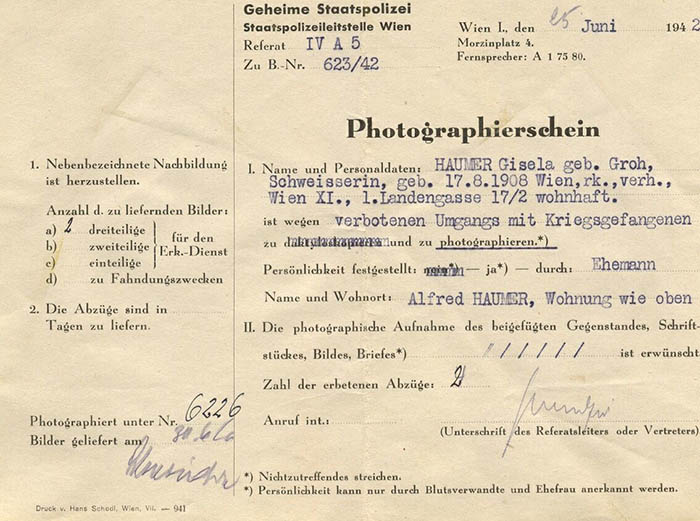 Geheime Staatspolizei
Staatspolizeileitstelle Wien
Referat IV A 5
Zu B.-Nr. 623/42
Wien I., den 25 Juni 1942
Morzinplatz 4.
Fernsprecher: A 1 75 80.
Photographierschein
1. Nebenbezeichnete Nachbildung
ist herzustellen.
Anzahl d. zu liefernden Bilder:
a) 2 dreiteilige
b) zweiteilige
c) einteilige
für den
Erk.-Dienst
d) zu Fahndungszwecken
2. Die Abzüge sind in
Tagen zu liefern.
Photographiert unter Nr. 6226
Bilder geliefert am
I. Name und Personaldaten: HAUMER Gisela geb. Groh,
Schweisserin, geb. 17.8.1908 Wien,rk.,verh.,
Wien XI., 1.Landengasse 17/2 wohnhaft.
ist wegen verbotenen Umgangs mit Kriegsgefangenen
zu und zu photographieren.*)
Persönlichkeit festgestellt: — ja*) — durch: Ehemann
Name und Wohnort: Alfred HAUMER, Wohnung wie oben
II. Die photographische Aufnahme des beigefügten Gegenstandes, Schrift-
stückes, Bildes, Briefes*) ist erwünscht
Zahl der erbetenen Abzüge: 2
Anruf int.:
(Unterschrift des Referatsleiters oder Vertreters)
*) Nichtzutreffendes streichen.
*) Persönlichkeit kann nur durch Blutsverwandte und Ehefrau anerkannt werden.
Druck v. Hans Schodl, Wien, VII. — 941